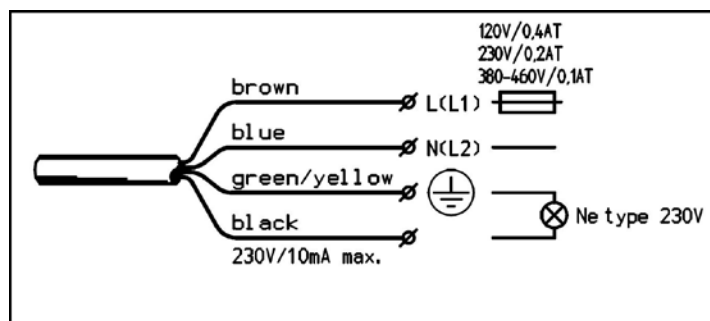 120V/0,4AT
230V/0,2AT
380-460V/0,1AT
brown
L(L1)
blue
N(L2)
green/yellow
Ne type 230V
black
230V/10mA max.